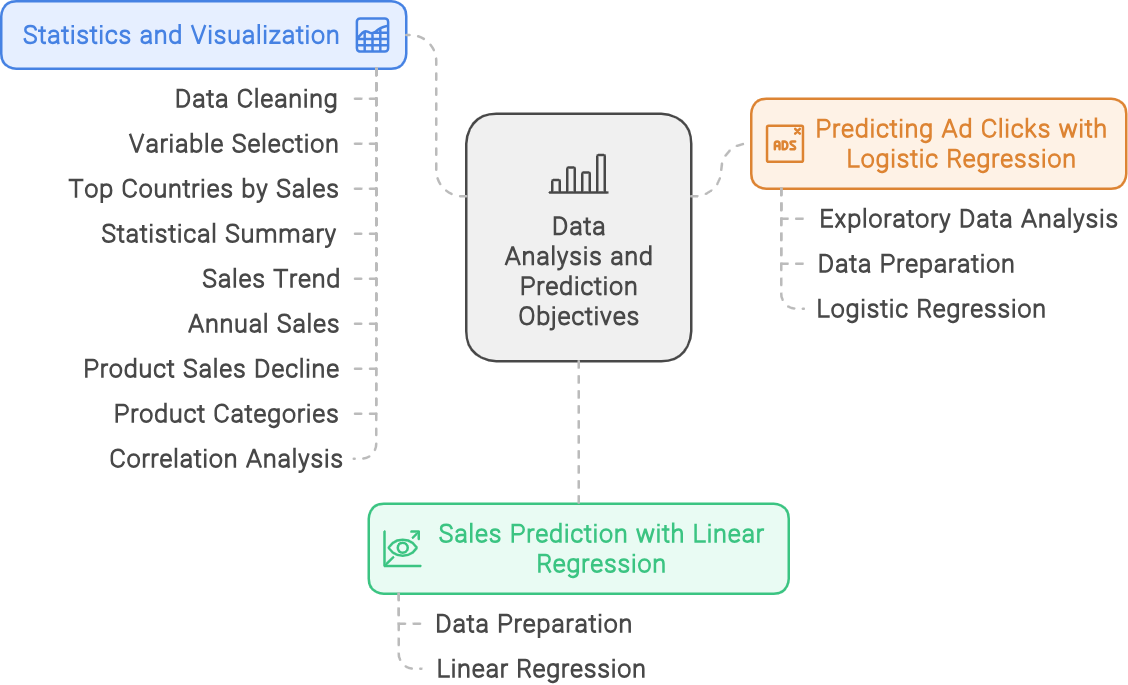 Statistics and Visualization
Data Cleaning
Variable Selection
Top Countries by Sales
Statistical Summary
Sales Trend
Annual Sales
Product Sales Decline
Product Categories
Correlation Analysis
Data
Analysis and
Prediction
Objectives
ADS
Predicting Ad Clicks with
Logistic Regression
Exploratory Data Analysis
Data Preparation
Logistic Regression
Sales Prediction with Linear
Regression
Data Preparation
Linear Regression